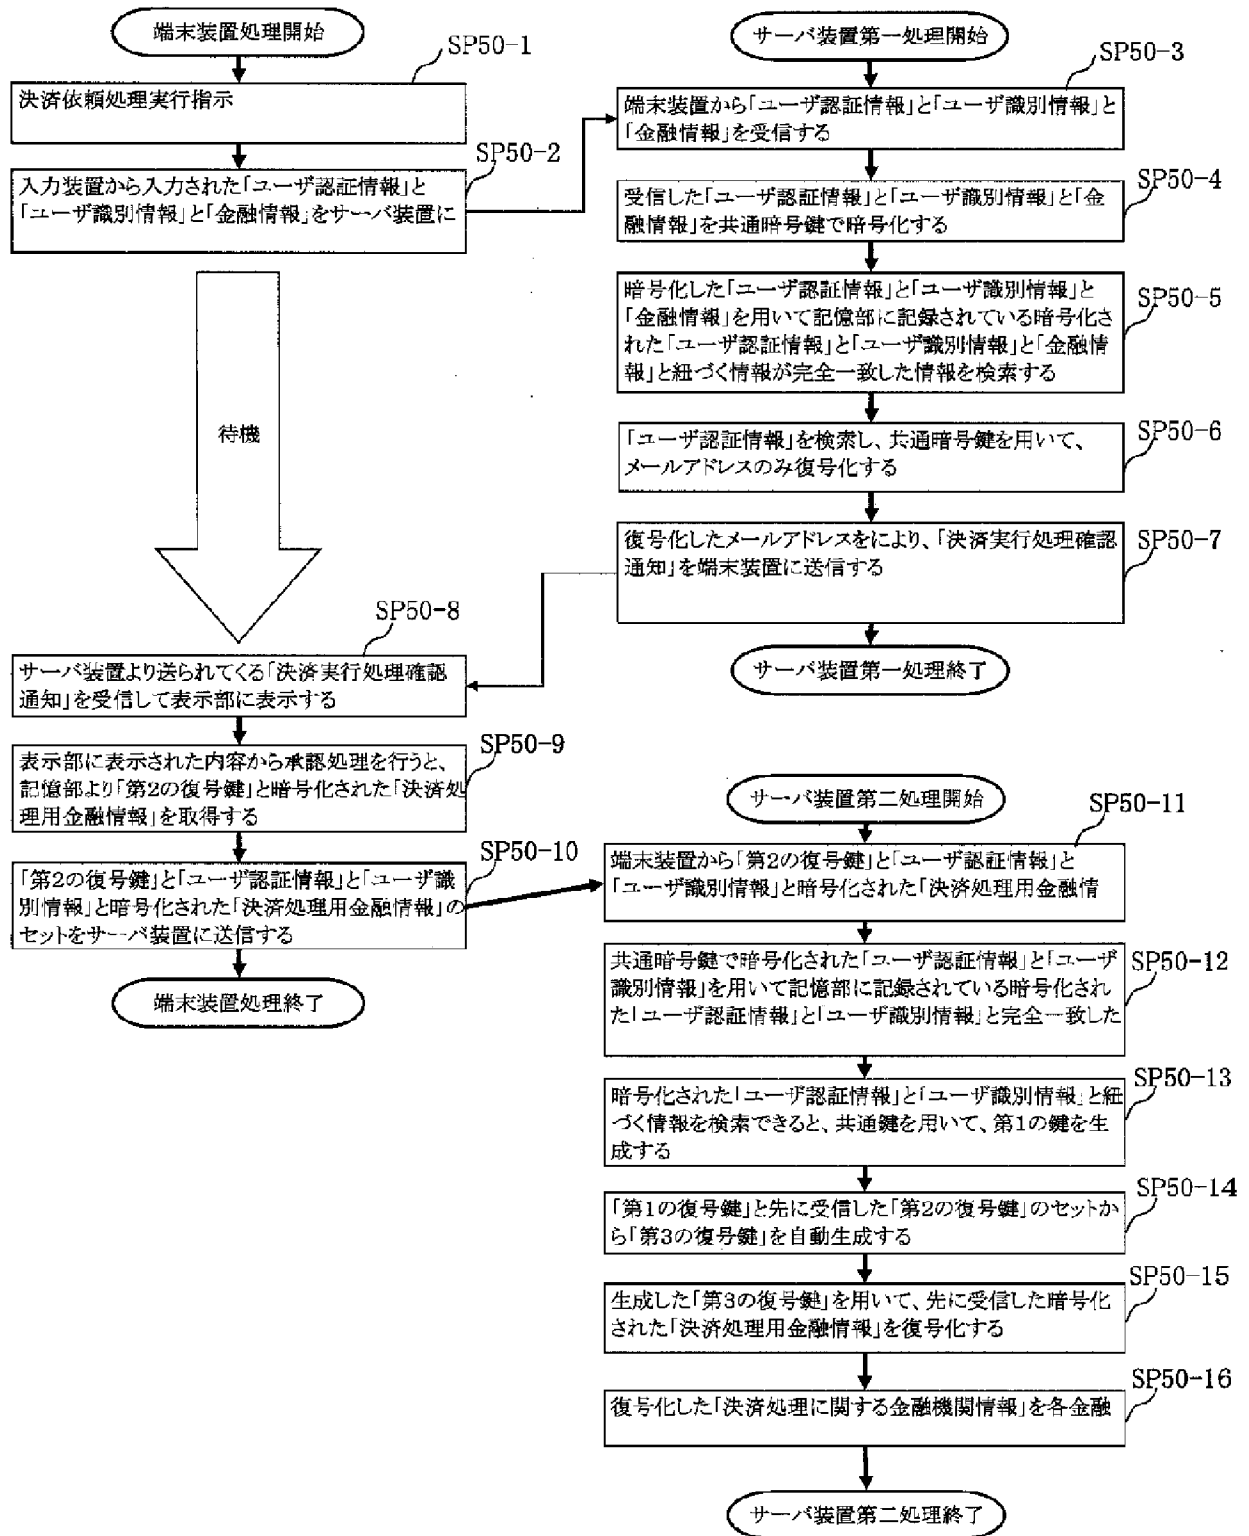 端末装置処理開始
SP50-1
決済依頼処理実行指示
SP50-2
入力装置から入力された「ユーザ認証情報」と
「ユーザ識別情報」と「金融情報」をサーバ装置に
待機
SP50-8
サーバ装置より送られてくる「決済実行処理確認
通知」を受信して表示部に表示する
SP50-9
表示部に表示された内容から承認処理を行うと、
記憶部より「第2の復号鍵」と暗号化された「決済処
理用金融情報」を取得する
SP50-10
「第2の復号鍵」と「ユーザ認証情報」と「ユーザ識
別情報」と暗号化された「決済処理用金融情報」の
セットをサーバ装置に送信する
端末装置処理終了
サーバ装置第一処理開始
SP50-3
端末装置から「ユーザ認証情報」と「ユーザ識別情報」と
「金融情報」を受信する
SP50-4
受信した「ユーザ認証情報」と「ユーザ識別情報」と「金
融情報」を共通暗号鍵で暗号化する
SP50-5
暗号化した「ユーザ認証情報」と「ユーザ識別情報」と
「金融情報」を用いて記憶部に記録されている暗号化さ
れた「ユーザ認証情報」と「ユーザ識別情報」と「金融情
報」と紐づく情報が完全一致した情報を検索する
SP50-6
「ユーザ認証情報」を検索し、共通暗号鍵を用いて、
メールアドレスのみ復号化する
SP50-7
復号化したメールアドレスをにより、「決済実行処理確認
通知」を端末装置に送信する
サーバ装置第一処理終了
サーバ装置第二処理開始
SP50-11
端末装置から「第2の復号鍵」と「ユーザ認証情報」と
「ユーザ識別情報」と暗号化された「決済処理用金融情
SP50-12
共通暗号鍵で暗号化された「ユーザ認証情報」と「ユーザ
識別情報」を用いて記憶部に記録されている暗号化され
た「ユーザ認証情報」と「ユーザ識別情報」と完全一致した
SP50-13
暗号化された「ユーザ認証情報」と「ユーザ識別情報」と紐
づく情報を検索できると、共通鍵を用いて、第1の鍵を生
成する
SP50-14
「第1の復号鍵」と先に受信した「第2の復号鍵」のセットか
ら「第3の復号鍵」を自動生成する
SP50-15
生成した「第3の復号鍵」を用いて、先に受信した暗号化
された「決済処理用金融情報」を復号化する
SP50-16
復号化した「決済処理に関する金融機関情報」を各金融
サーバ装置第二処理終了